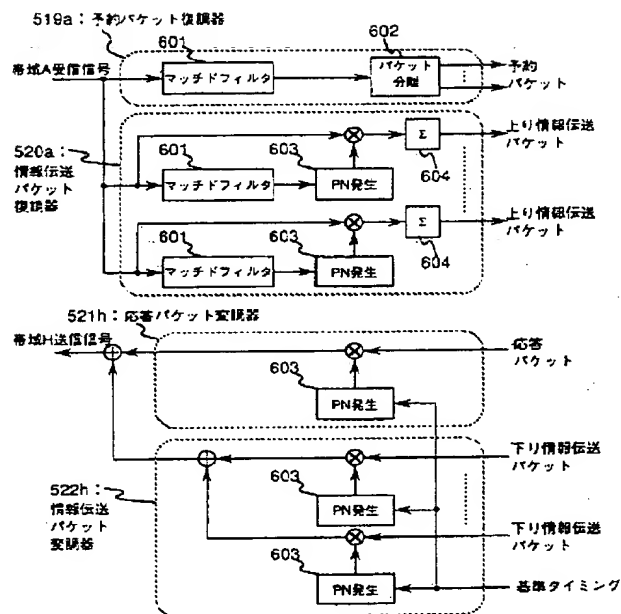 519a：予約パケット復調器
601
602
帯域A受信信号
マッチドフィルタ
パケット
分離
予約
パケット
520a：
情報伝送
パケット
復調器
601
603
マッチドフィルタ
PN発生
Σ
604
上り情報伝送
パケット
601
603
マッチドフィルタ
PN発生
Σ
604
上り情報伝送
パケット
521h：応答パケット変調器
帯域H送信信号
603
PN発生
応答
パケット
522h：
情報伝送
パケット
変調器
603
PN発生
下り情報伝送
パケット
603
PN発生
下り情報伝送
パケット
基準タイミング